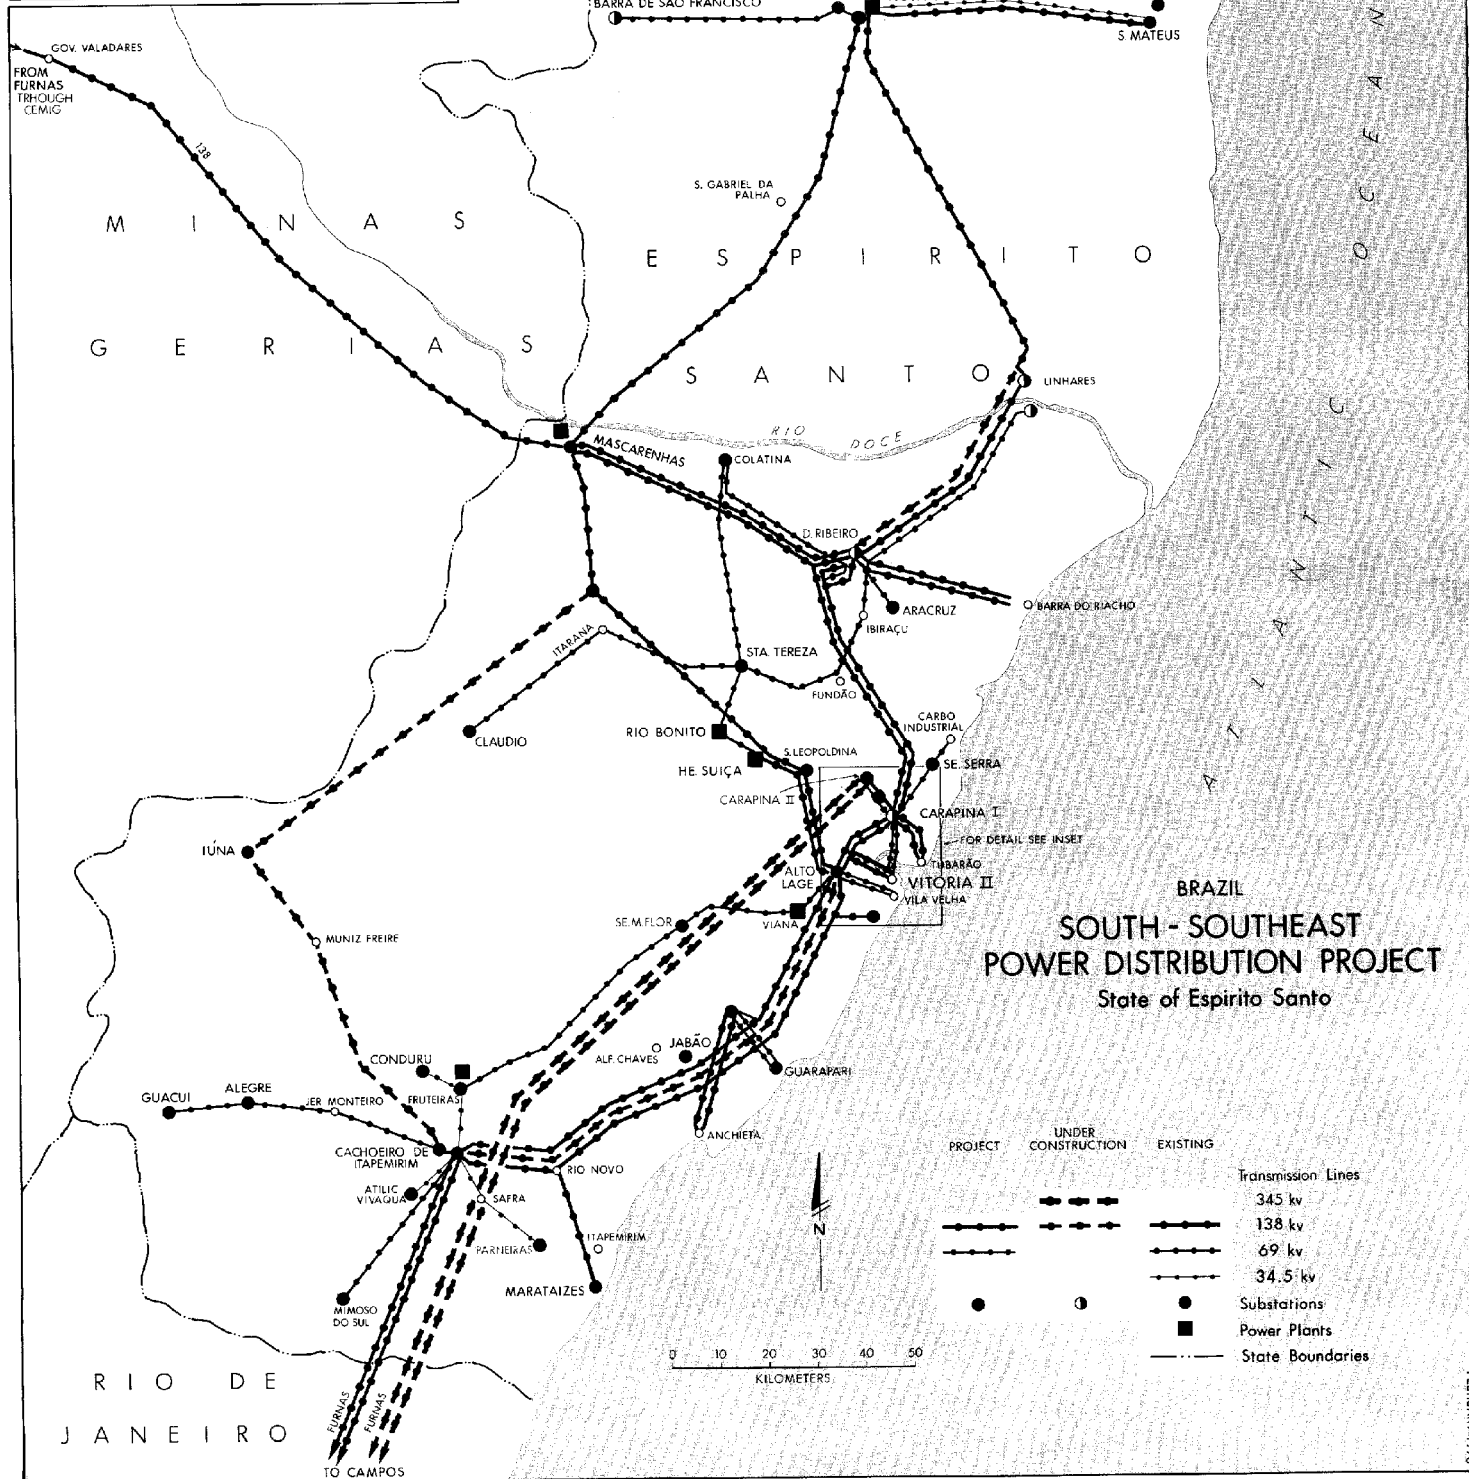 BARRA DE SAO FRANCISCO
S. MATEUS
GOV. VALADARES
FROM
FURNAS
TRHOUGH
CEMIG
138
S. GABRIEL DA
PALHA
M I N A S
G E R I A S
E S P I R I T O
S A N T O
A T L A N T I C O C E A N
LINHARES
RIO DOCE
MASCARENHAS
COLATINA
D. RIBEIRO
BARRA DO RIACHO
ARACRUZ
IBIRAÇU
ITARANA
STA. TEREZA
FUNDÃO
CARBO
INDUSTRIAL
RIO BONITO
CLAUDIO
S. LEOPOLDINA
SE. SERRA
HE. SUIÇA
CARAPINA II
CARAPINA I
FOR DETAIL SEE INSET
IÚNA
TUBARÃO
ALTO
LAGE
VITORIA II
VILA VELHA
BRAZIL
SOUTH - SOUTHEAST
POWER DISTRIBUTION PROJECT
State of Espirito Santo
SE.M.FLOR
VIANA
MUNIZ FREIRE
JABÃO
ALF. CHAVES
CONDURU
GUARAPARI
ALEGRE
GUACUI
JER MONTEIRO
FRUTEIRAS
ANCHIETA
CACHOEIRO DE
ITAPEMIRIM
RIO NOVO
ATILIC
VIVAQUA
SAFRA
PARNEIRAS
ITAPEMIRIM
MARATAIZES
MIMOSO
DO SUL
N
PROJECT
UNDER
CONSTRUCTION
EXISTING
Transmission Lines
345 kv
138 kv
69 kv
34.5 kv
Substations
Power Plants
State Boundaries
0 10 20 30 40 50
KILOMETERS
R I O D E
J A N E I R O
FURNAS
FURNAS
TO CAMPOS